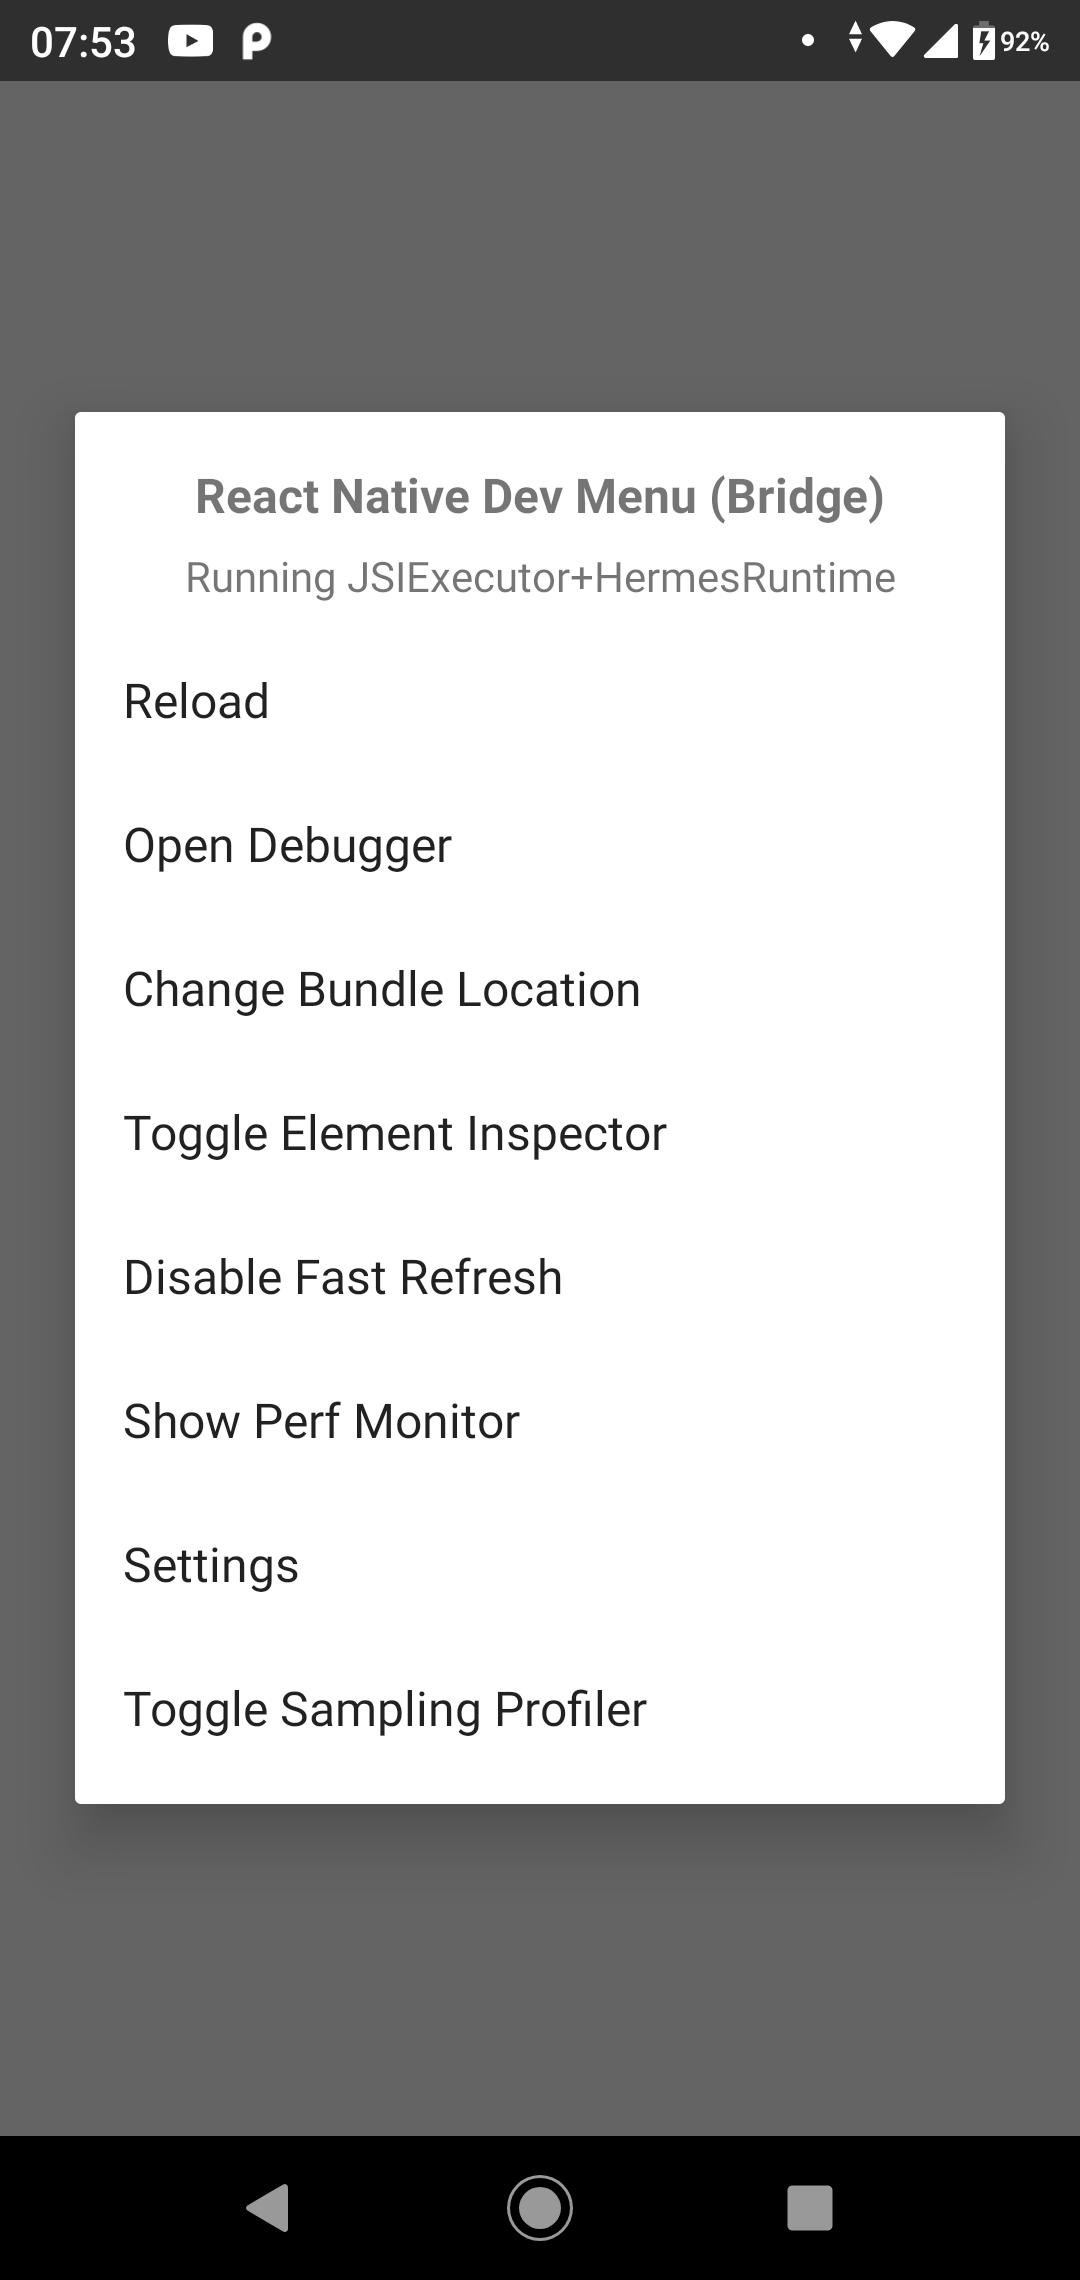 07:53
92%
React Native Dev Menu (Bridge)
Running JSIExecutor+HermesRuntime
Reload
Open Debugger
Change Bundle Location
Toggle Element Inspector
Disable Fast Refresh
Show Perf Monitor
Settings
Toggle Sampling Profiler